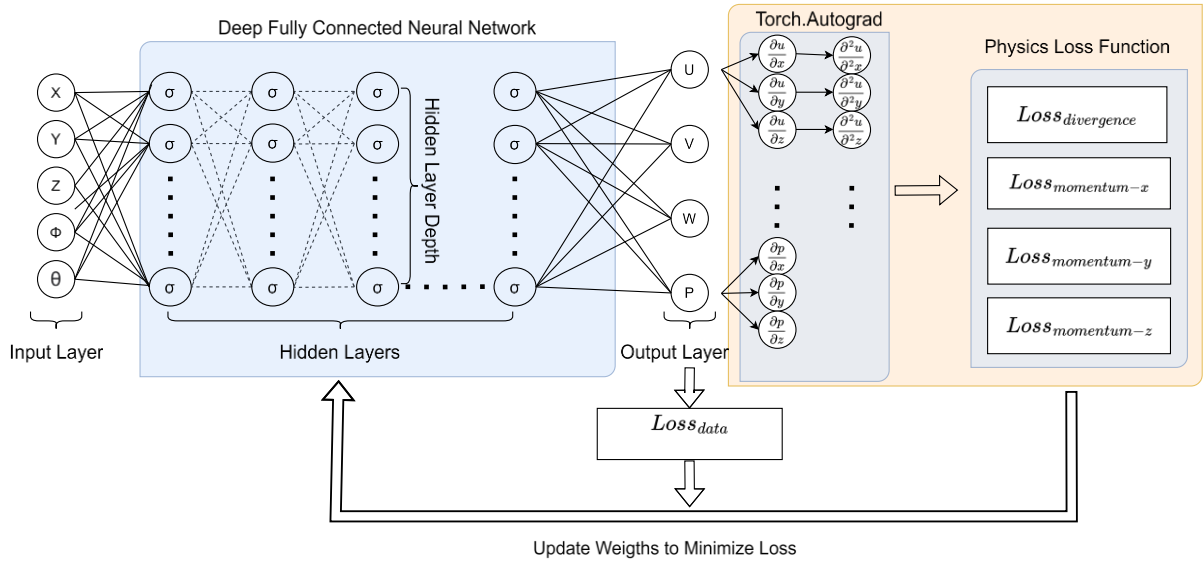 Deep Fully Connected Neural Network
Torch.Autograd
Physics Loss Function
X
Y
Z
Φ
θ
σ σ σ σ
σ σ σ σ
σ σ σ σ
Hidden Layer Depth
U
V
W
P
∂u/∂x ∂²u/∂²x
∂u/∂y ∂²u/∂²y
∂u/∂z ∂²u/∂²z
∂p/∂x
∂p/∂y
∂p/∂z
Loss_divergence
Loss_momentum−x
Loss_momentum−y
Loss_momentum−z
Input Layer
Hidden Layers
Output Layer
Loss_data
Update Weigths to Minimize Loss